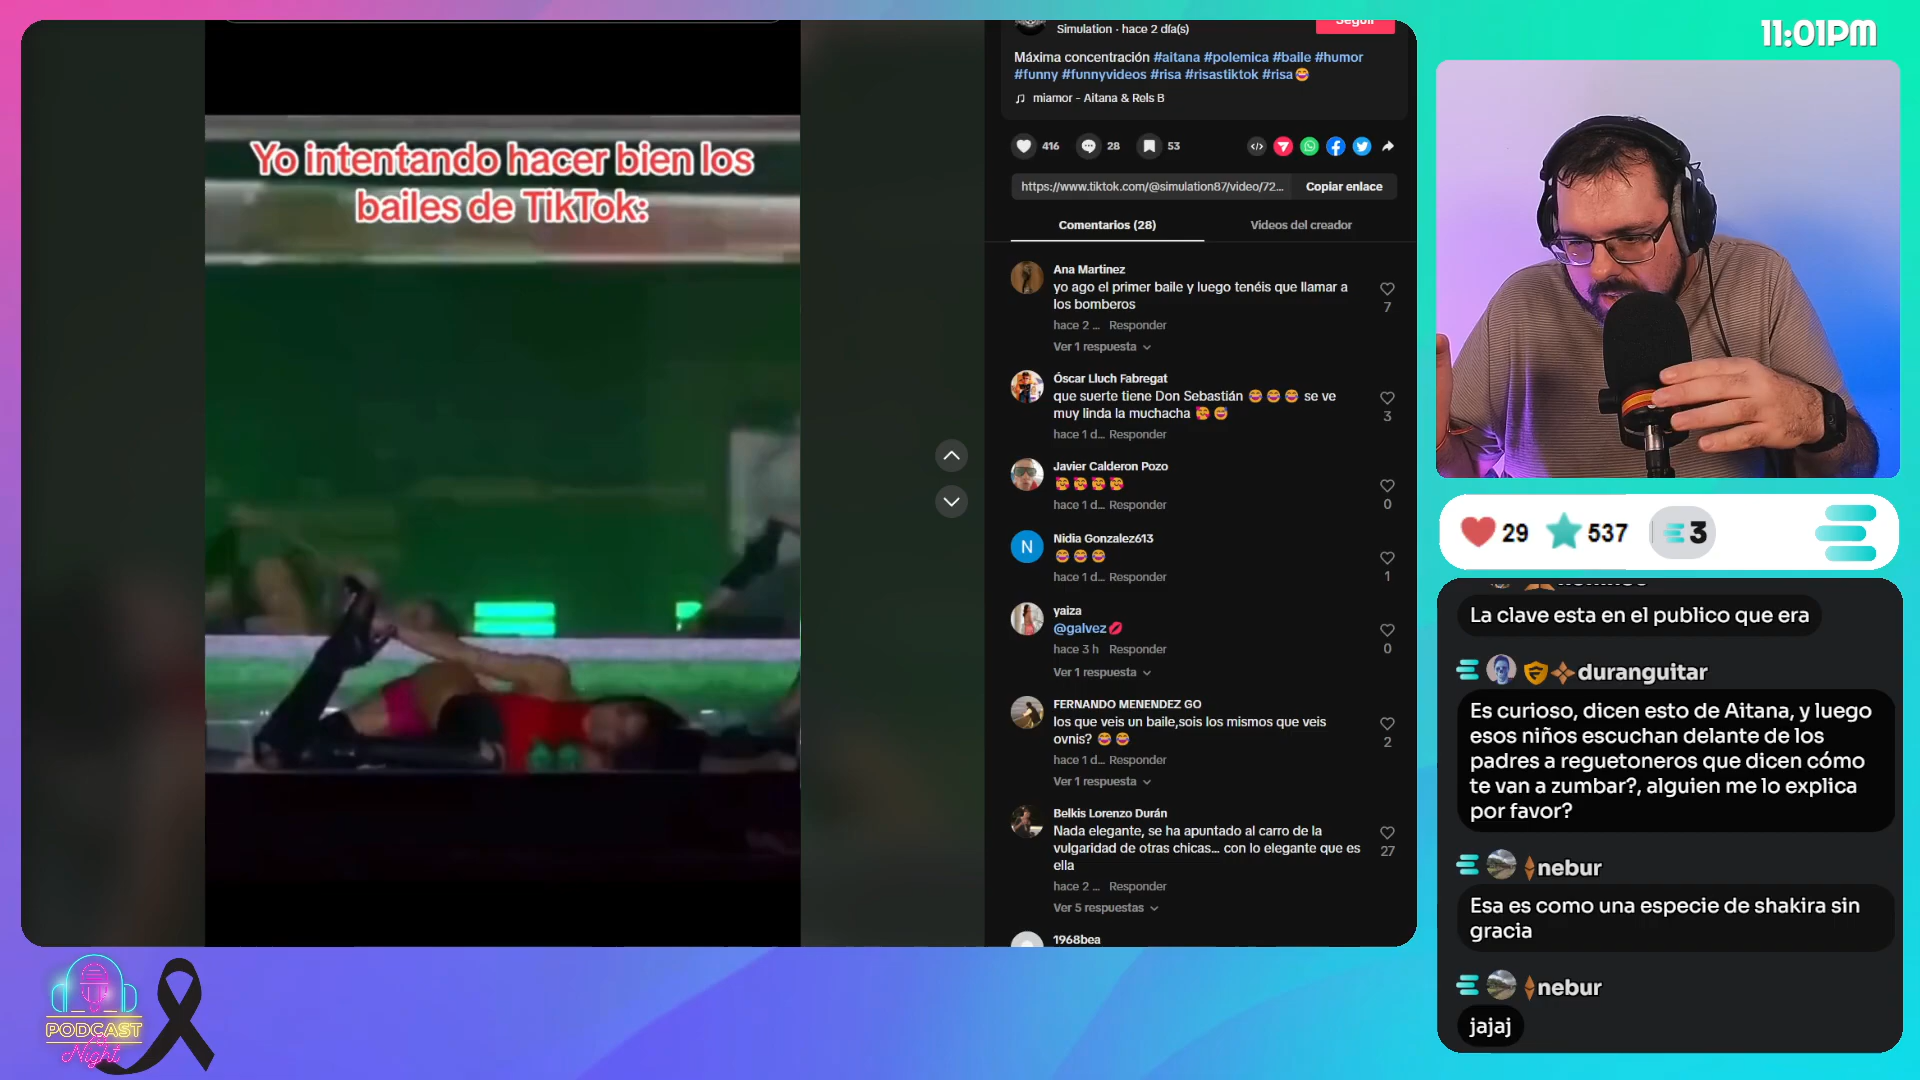 11:01PM
Simulation · hace 2 día(s)
Seguir
Máxima concentración #aitana #polemica #baile #humor
#funny #funnyvideos #risa #risastiktok #risa😂
♫ miamor - Aitana & Rels B
416
28
53
https://www.tiktok.com/@simulation87/video/72...
Copiar enlace
Comentarios (28)
Videos del creador
Yo intentando hacer bien los
bailes de TikTok:
Ana Martinez
yo ago el primer baile y luego tenéis que llamar a
los bomberos
7
hace 2 ... Responder
Ver 1 respuesta
Óscar Lluch Fabregat
que suerte tiene Don Sebastián 😂😂😂 se ve
muy linda la muchacha 🥰😅
3
hace 1 d... Responder
Javier Calderon Pozo
🥰🥰🥰🥰
hace 1 d... Responder
0
N
Nidia Gonzalez613
😂😂😂
hace 1 d... Responder
1
yaiza
@galvez💋
hace 3 h Responder
0
Ver 1 respuesta
FERNANDO MENENDEZ GO
los que veis un baile,sois los mismos que veis
ovnis? 😂😂
2
hace 1 d... Responder
Ver 1 respuesta
Belkis Lorenzo Durán
Nada elegante, se ha apuntado al carro de la
vulgaridad de otras chicas... con lo elegante que es
ella
27
hace 2 ... Responder
Ver 5 respuestas
1968bea
29
537
3
La clave esta en el publico que era
duranguitar
Es curioso, dicen esto de Aitana, y luego
esos niños escuchan delante de los
padres a reguetoneros que dicen cómo
te van a zumbar?, alguien me lo explica
por favor?
nebur
Esa es como una especie de shakira sin
gracia
nebur
jajaj
PODCAST
Night